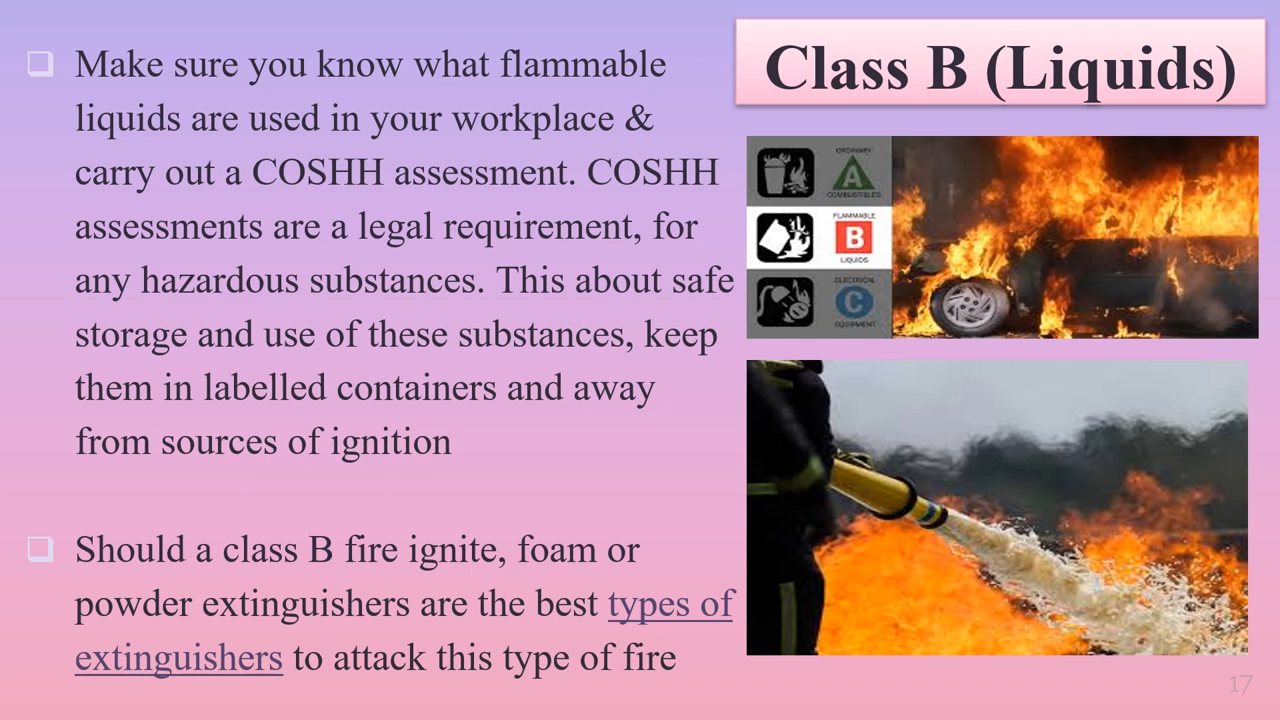 Class B (Liquids)
Make sure you know what flammable
liquids are used in your workplace &
carry out a COSHH assessment. COSHH
assessments are a legal requirement, for
any hazardous substances. This about safe
storage and use of these substances, keep
them in labelled containers and away
from sources of ignition
Should a class B fire ignite, foam or
powder extinguishers are the best types of
extinguishers to attack this type of fire
ORDINARY
A
COMBUSTIBLES
FLAMMABLE
B
LIQUIDS
ELECTRICAL
C
EQUIPMENT
17